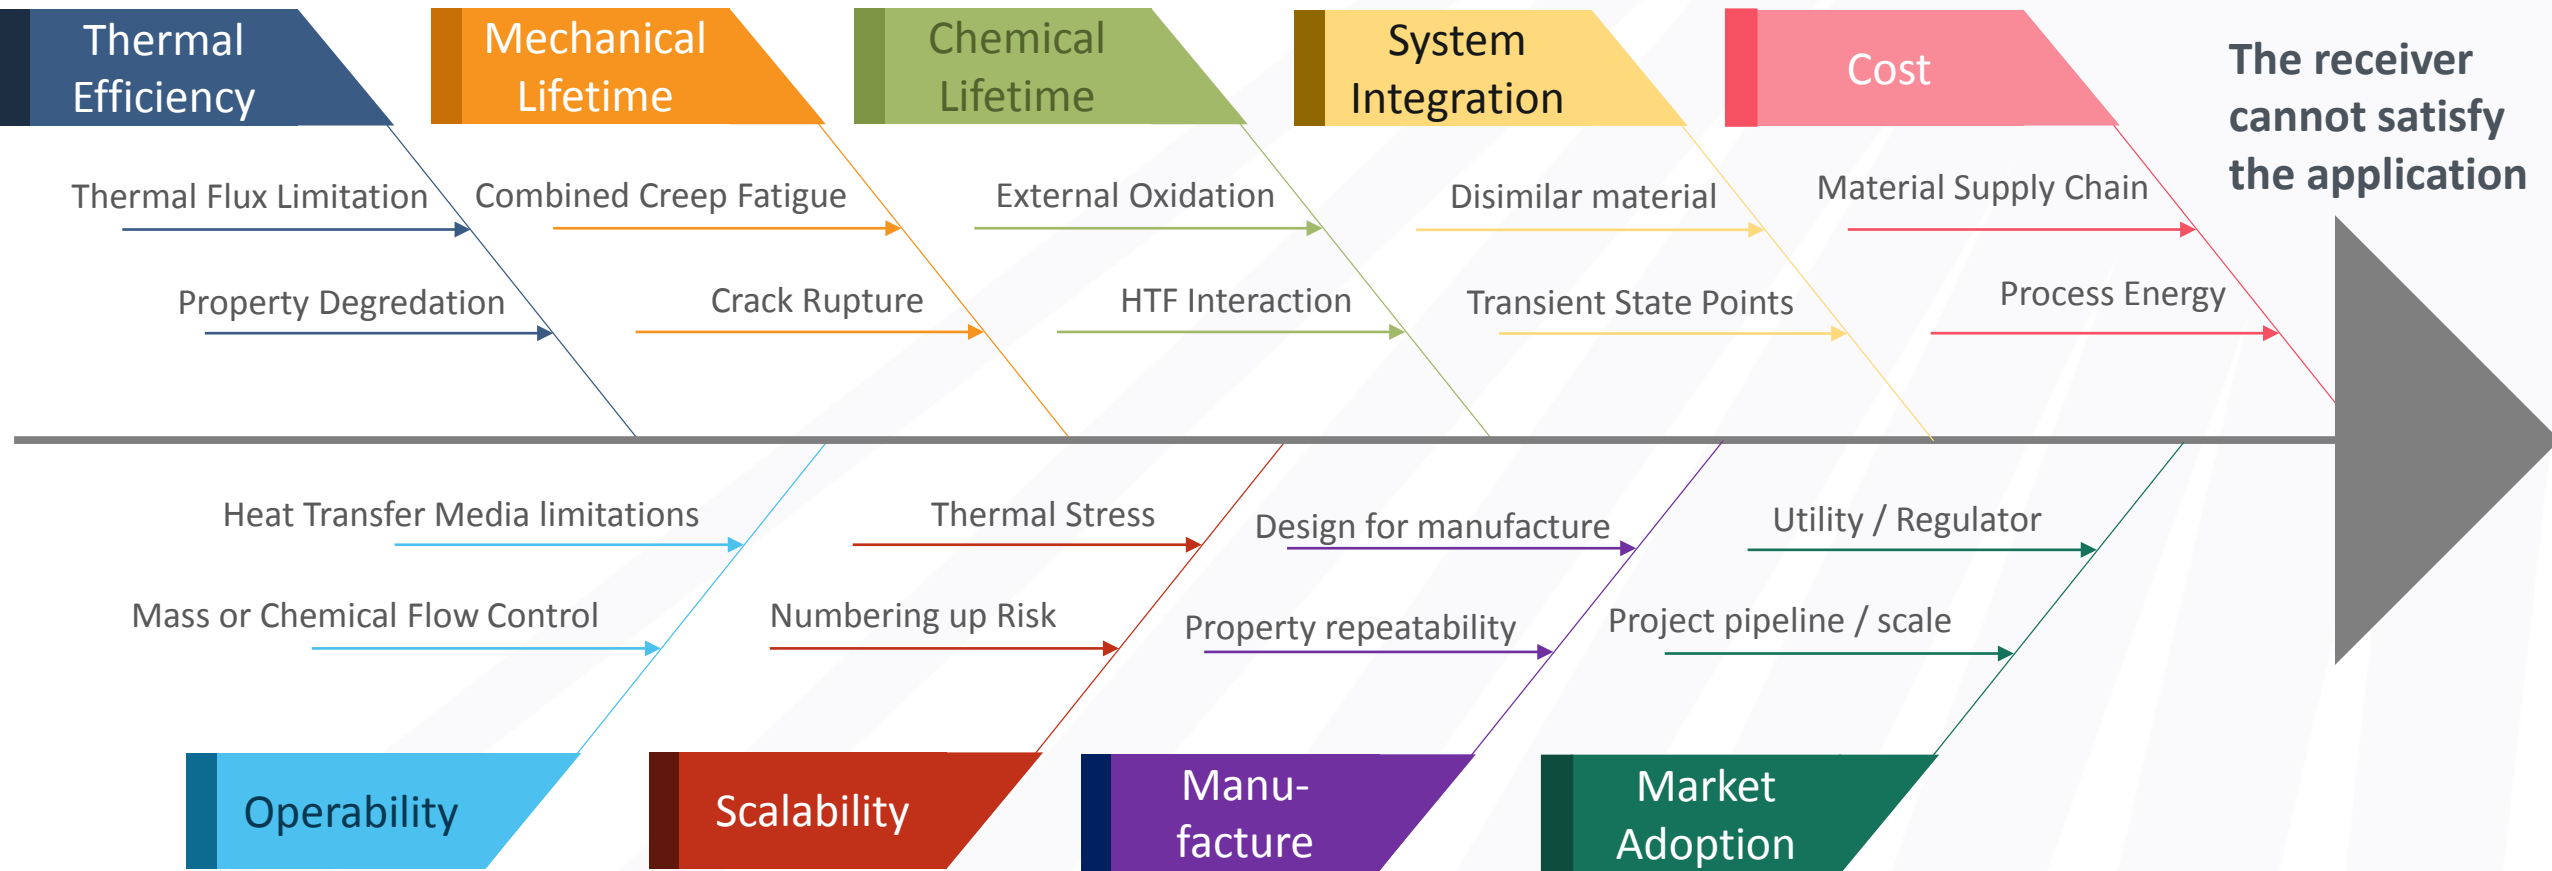 Thermal
Efficiency
Mechanical
Lifetime
Chemical
Lifetime
System
Integration
Cost
The receiver
cannot satisfy
the application
Thermal Flux Limitation
Combined Creep Fatigue
External Oxidation
Disimilar material
Material Supply Chain
Property Degredation
Crack Rupture
HTF Interaction
Transient State Points
Process Energy
Heat Transfer Media limitations
Thermal Stress
Design for manufacture
Utility / Regulator
Mass or Chemical Flow Control
Numbering up Risk
Property repeatability
Project pipeline / scale
Operability
Scalability
Manu-
facture
Market
Adoption